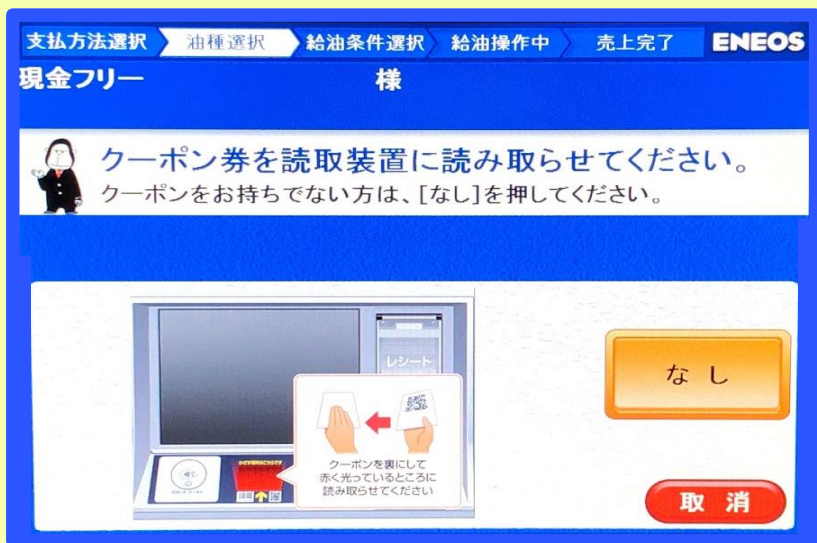 支払方法選択 油種選択 給油条件選択 給油操作中 売上完了 ENEOS
現金フリー 様
クーポン券を読取装置に読み取らせてください。
クーポンをお持ちでない方は、[なし]を押してください。
レシート
クーポンを裏にして
赤く光っているところに
読み取らせてください
なし
取消